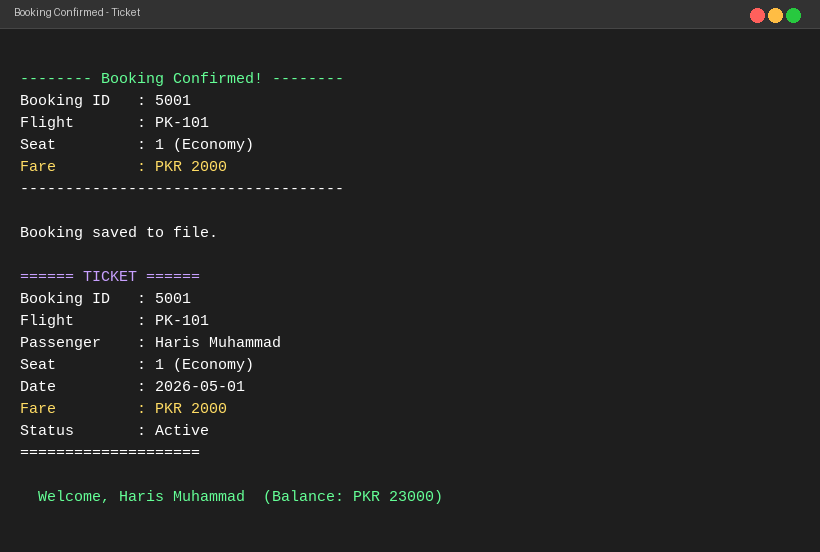 Booking Confirmed - Ticket
-------- Booking Confirmed! --------
Booking ID   : 5001
Flight       : PK-101
Seat         : 1 (Economy)
Fare         : PKR 2000
------------------------------------
Booking saved to file.
====== TICKET ======
Booking ID   : 5001
Flight       : PK-101
Passenger    : Haris Muhammad
Seat         : 1 (Economy)
Date         : 2026-05-01
Fare         : PKR 2000
Status       : Active
====================
  Welcome, Haris Muhammad  (Balance: PKR 23000)